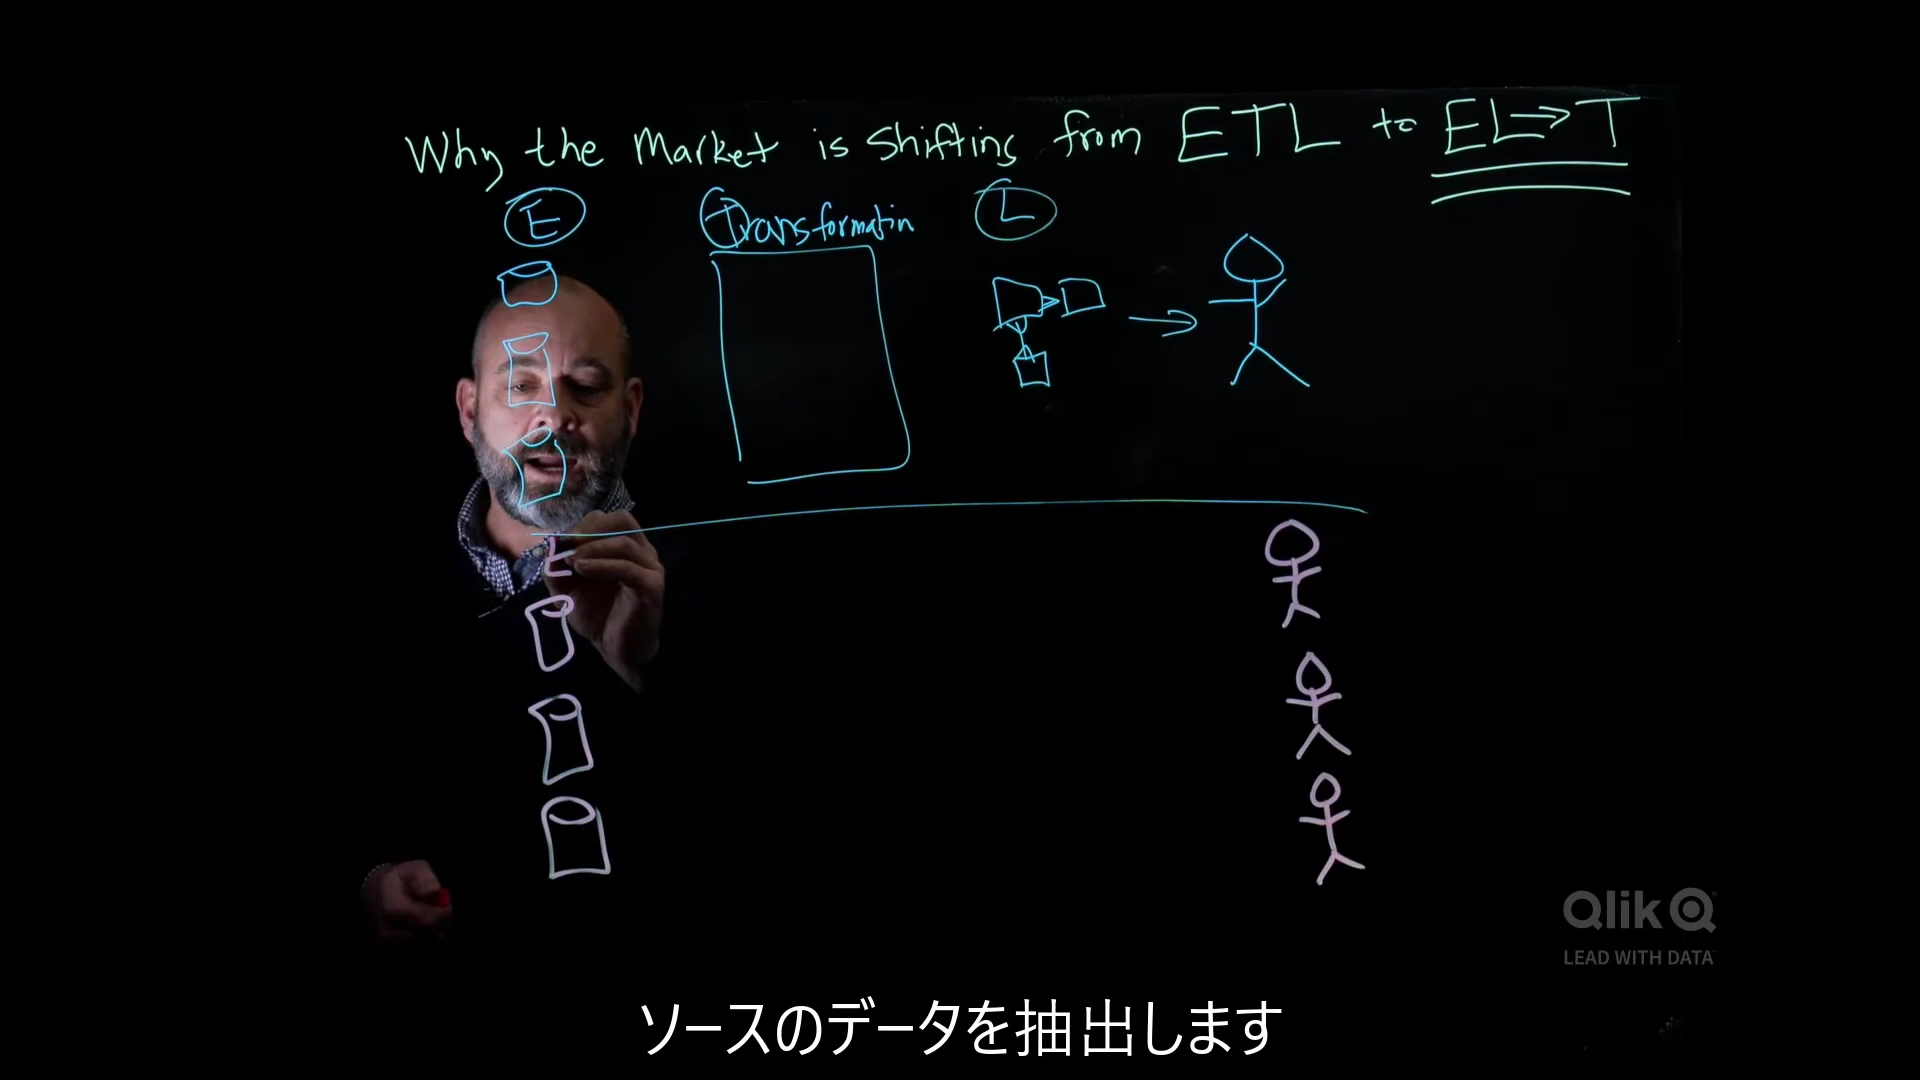 Why the Market is Shifting from ETL to EL→T
E Transformatin L
E
Qlik
LEAD WITH DATA
ソースのデータを抽出します